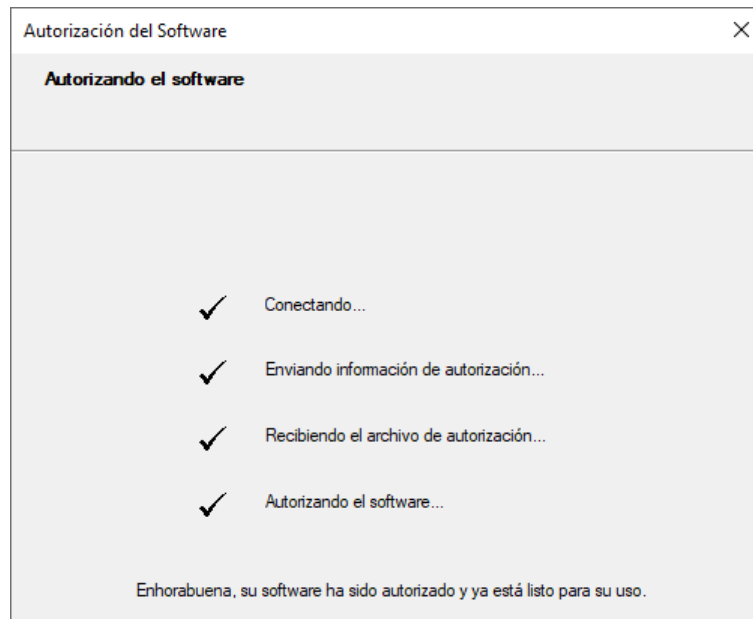 Autorización del Software
Autorizando el software
Conectando...
Enviando información de autorización...
Recibiendo el archivo de autorización...
Autorizando el software...
Enhorabuena, su software ha sido autorizado y ya está listo para su uso.